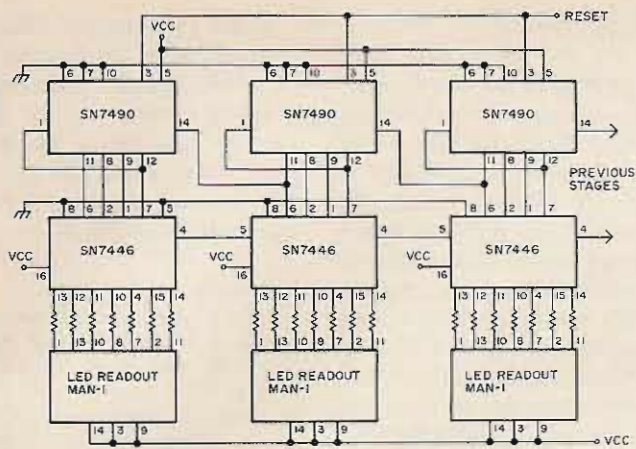 RESET
VCC
6 7 10 3 5 6 7 10 3 5 6 7 10 3 5
1 SN7490 14 1 SN7490 14 1 SN7490 14
11 8 9 12 11 8 9 12 11 8 9 12
PREVIOUS
STAGES
8 6 2 1 7 5 8 6 2 1 7 8 6 2 1 7
SN7446 4 5 SN7446 4 5 SN7446 4
VCC 16 VCC 16 VCC 16
13 12 11 10 4 15 14 13 12 11 10 4 15 14 13 12 11 10 4 15 14
1 13 10 8 7 2 11 1 13 10 8 7 2 11 1 13 10 8 7 2 11
LED READOUT LED READOUT LED READOUT
MAN-1 MAN-1 MAN-1
14 3 9 14 3 9 14 3 9
VCC